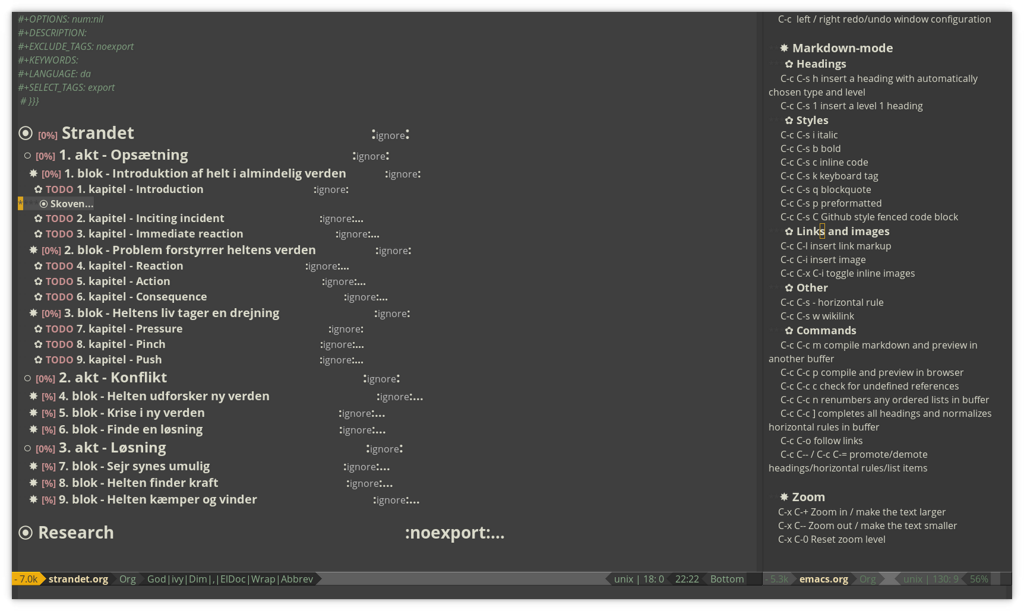 #+OPTIONS: num:nil
#+DESCRIPTION:
#+EXCLUDE_TAGS: noexport
#+KEYWORDS:
#+LANGUAGE: da
#+SELECT_TAGS: export
# }}}
[0%] Strandet :ignore:
[0%] 1. akt - Opsætning :ignore:
[0%] 1. blok - Introduktion af helt i almindelig verden :ignore:
TODO 1. kapitel - Introduction :ignore:
Skoven...
TODO 2. kapitel - Inciting incident :ignore:...
TODO 3. kapitel - Immediate reaction :ignore:...
[0%] 2. blok - Problem forstyrrer heltens verden :ignore:
TODO 4. kapitel - Reaction :ignore:...
TODO 5. kapitel - Action :ignore:...
TODO 6. kapitel - Consequence :ignore:...
[0%] 3. blok - Heltens liv tager en drejning :ignore:
TODO 7. kapitel - Pressure :ignore:
TODO 8. kapitel - Pinch :ignore:...
TODO 9. kapitel - Push :ignore:...
[0%] 2. akt - Konflikt :ignore:
[%] 4. blok - Helten udforsker ny verden :ignore:...
[%] 5. blok - Krise i ny verden :ignore:...
[%] 6. blok - Finde en løsning :ignore:...
[0%] 3. akt - Løsning :ignore:
[%] 7. blok - Sejr synes umulig :ignore:...
[%] 8. blok - Helten finder kraft :ignore:...
[%] 9. blok - Helten kæmper og vinder :ignore:...
Research :noexport:...
- 7.0k strandet.org Org God|ivy|Dim|,|ElDoc|Wrap|Abbrev unix | 18: 0 22:22 Bottom
C-c left / right redo/undo window configuration
Markdown-mode
Headings
C-c C-s h insert a heading with automatically
chosen type and level
C-c C-s 1 insert a level 1 heading
Styles
C-c C-s i italic
C-c C-s b bold
C-c C-s c inline code
C-c C-s k keyboard tag
C-c C-s q blockquote
C-c C-s p preformatted
C-c C-s C Github style fenced code block
Links and images
C-c C-l insert link markup
C-c C-i insert image
C-c C-x C-i toggle inline images
Other
C-c C-s - horizontal rule
C-c C-s w wikilink
Commands
C-c C-c m compile markdown and preview in
another buffer
C-c C-c p compile and preview in browser
C-c C-c c check for undefined references
C-c C-c n renumbers any ordered lists in buffer
C-c C-c ] completes all headings and normalizes
horizontal rules in buffer
C-c C-o follow links
C-c C-- / C-c C-= promote/demote
headings/horizontal rules/list items
Zoom
C-x C-+ Zoom in / make the text larger
C-x C-- Zoom out / make the text smaller
C-x C-0 Reset zoom level
- 5.3k emacs.org Org unix | 130: 9 56%